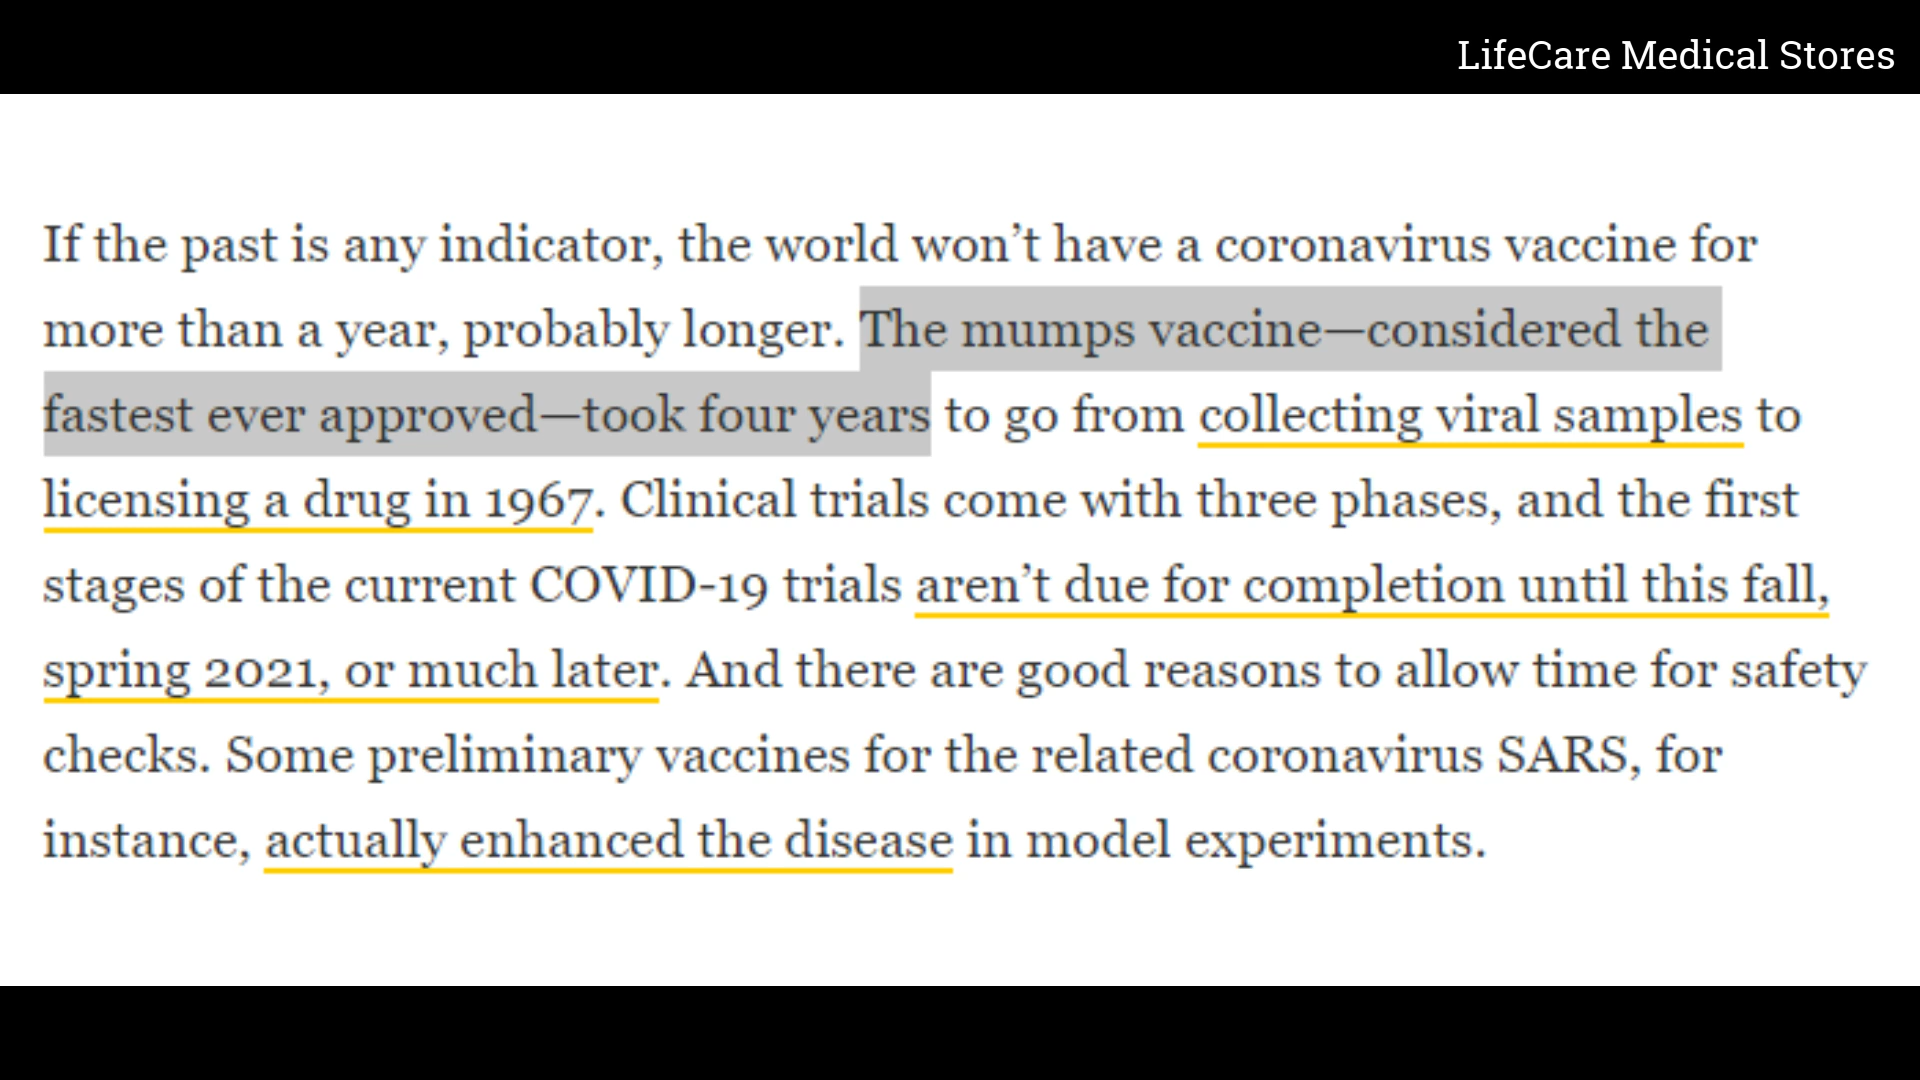 LifeCare Medical Stores
If the past is any indicator, the world won’t have a coronavirus vaccine for
more than a year, probably longer. The mumps vaccine—considered the
fastest ever approved—took four years to go from collecting viral samples to
licensing a drug in 1967. Clinical trials come with three phases, and the first
stages of the current COVID-19 trials aren’t due for completion until this fall,
spring 2021, or much later. And there are good reasons to allow time for safety
checks. Some preliminary vaccines for the related coronavirus SARS, for
instance, actually enhanced the disease in model experiments.